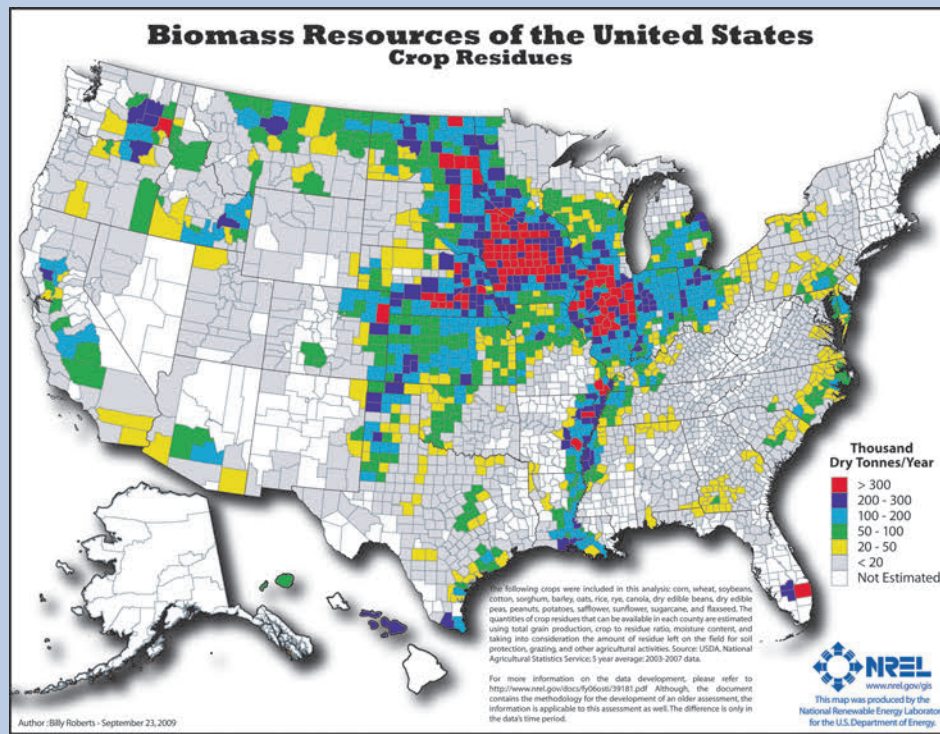 Biomass Resources of the United States
Crop Residues
Thousand
Dry Tonnes/Year
> 300
200 - 300
100 - 200
50 - 100
20 - 50
< 20
Not Estimated
The following crops were included in this analysis: corn, wheat, soybeans,
cotton, sorghum, barley, oats, rice, rye, canola, dry edible beans, dry edible
peas, peanuts, potatoes, safflower, sunflower, sugarcane, and flaxseed. The
quantities of crop residues that can be available in each county are estimated
using total grain production, crop to residue ratio, moisture content, and
taking into consideration the amount of residue left on the field for soil
protection, grazing, and other agricultural activities. Source: USDA, National
Agricultural Statistics Service; 5 year average: 2003-2007 data.
For more information on the data development, please refer to
http://www.nrel.gov/docs/fy06osti/39181.pdf Although, the document
contains the methodology for the development of an older assessment, the
information is applicable to this assessment as well. The difference is only in
the data's time period.
NREL
www.nrel.gov/gis
This map was produced by the
National Renewable Energy Laborator
for the U.S. Department of Energy.
Author : Billy Roberts - September 23, 2009